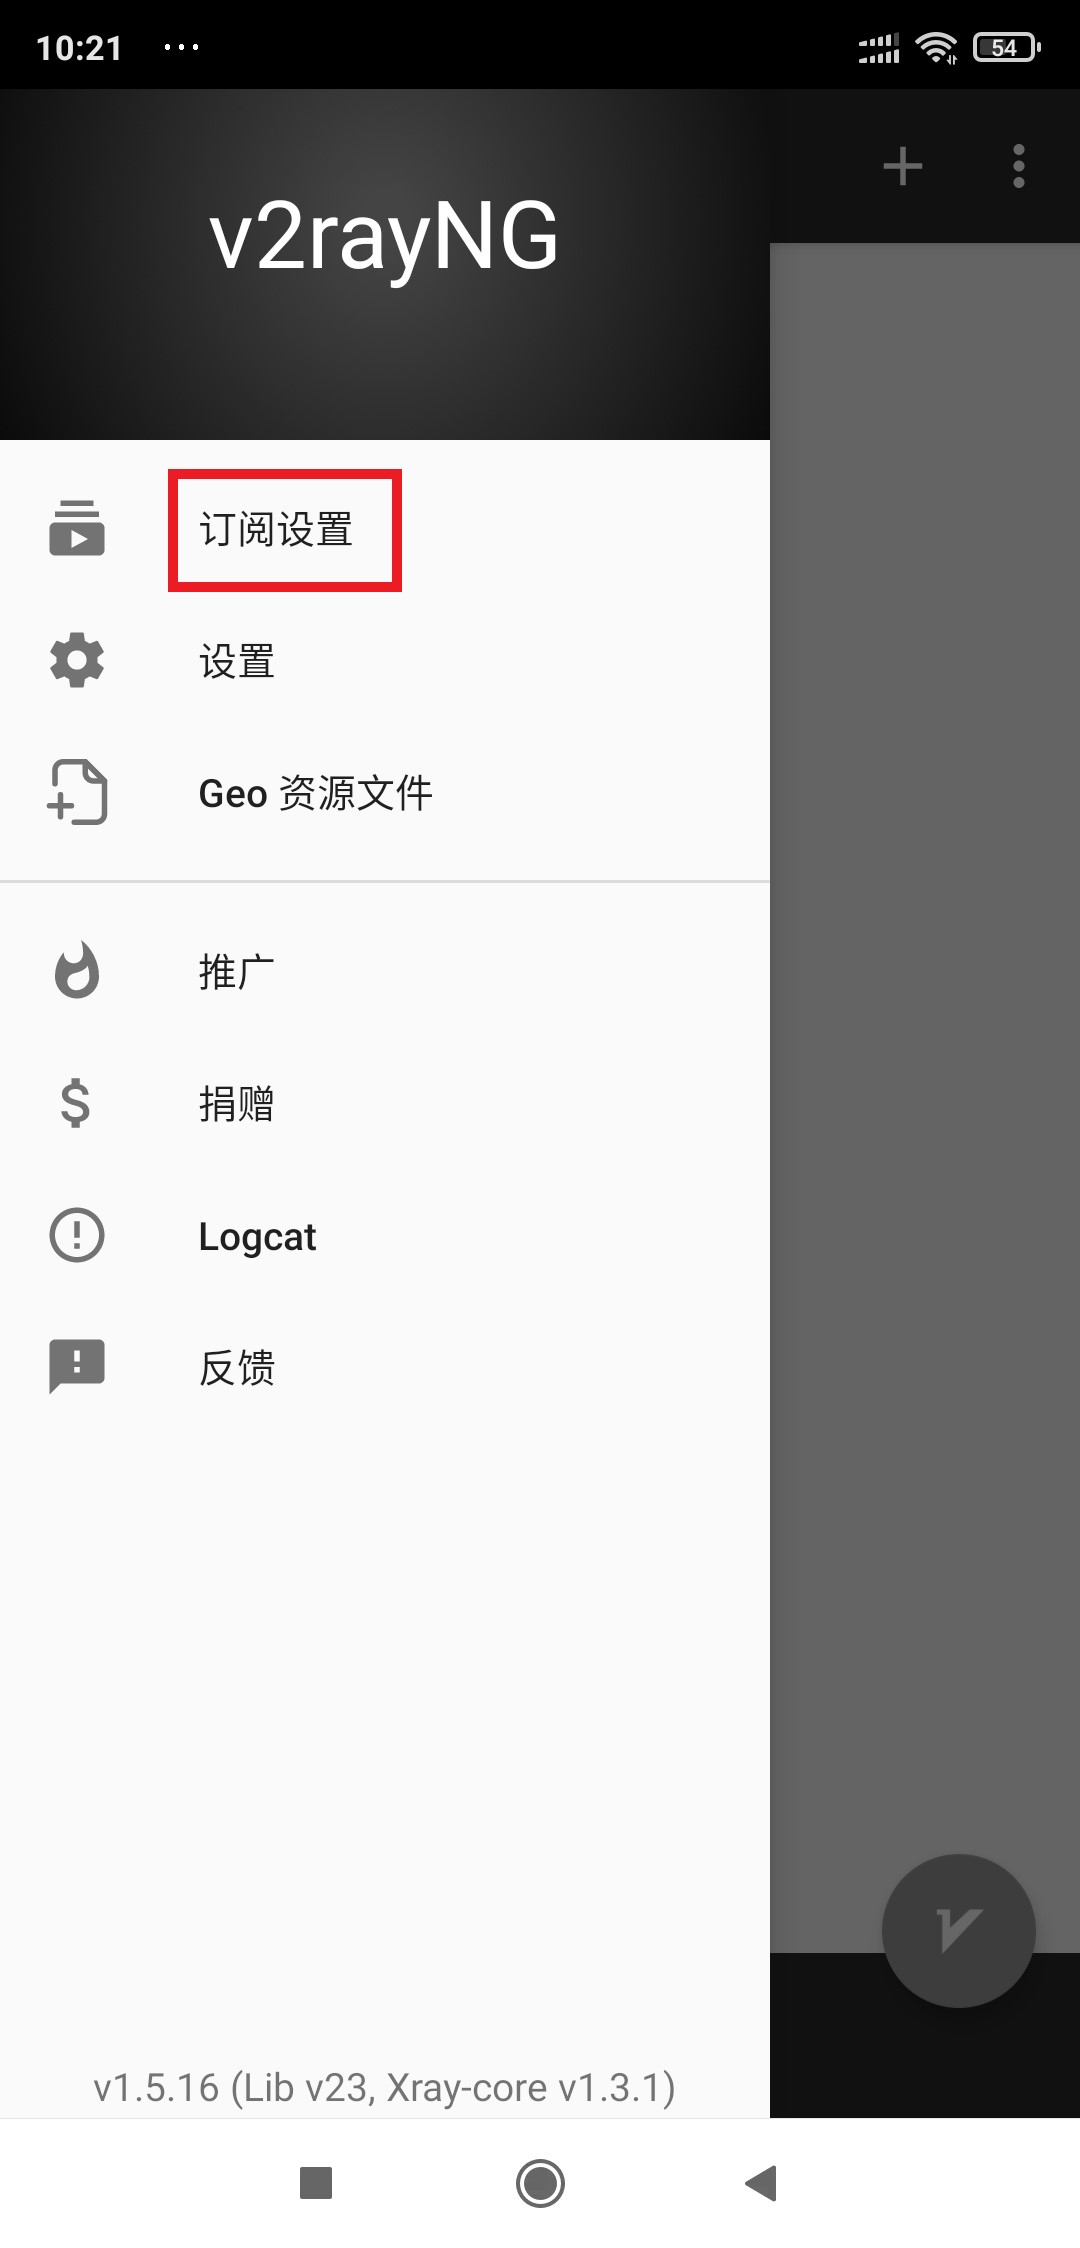 10:21 ...
54
v2rayNG
订阅设置
设置
Geo 资源文件
推广
捐赠
Logcat
反馈
v1.5.16 (Lib v23, Xray-core v1.3.1)